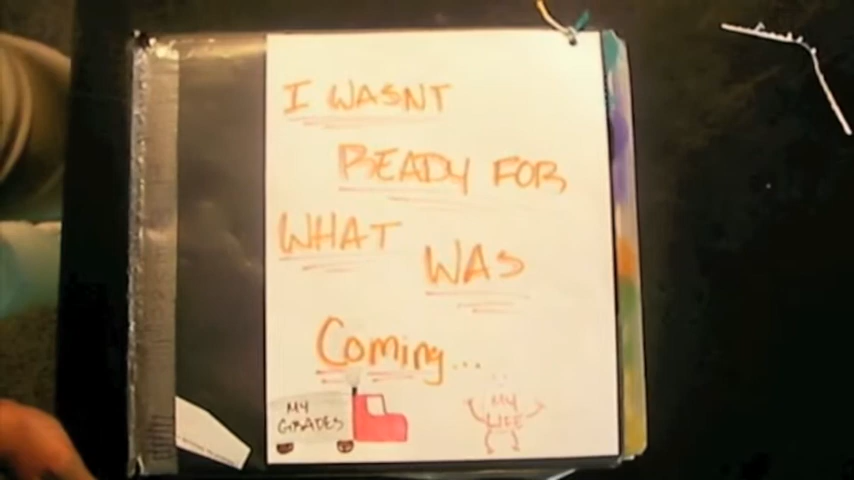 I WASNT
READY FOR
WHAT WAS
Coming....
MY
GRADES
MY
LIFE